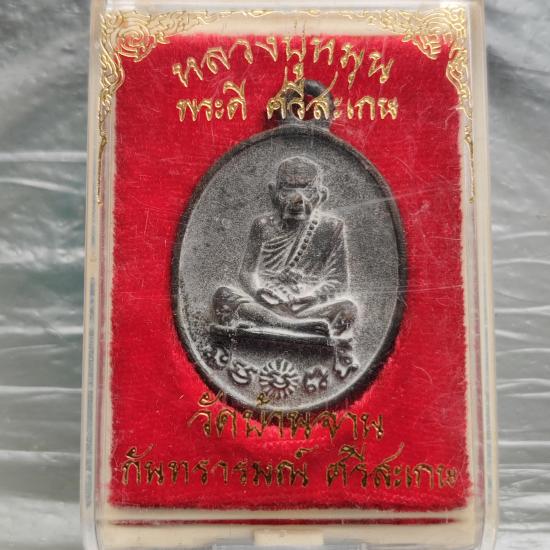 หลวงปู่หมุน
พระดี ศรีสะเกษ
วัดบ้านจาน
กันทรารมณ์ ศรีสะเกษ